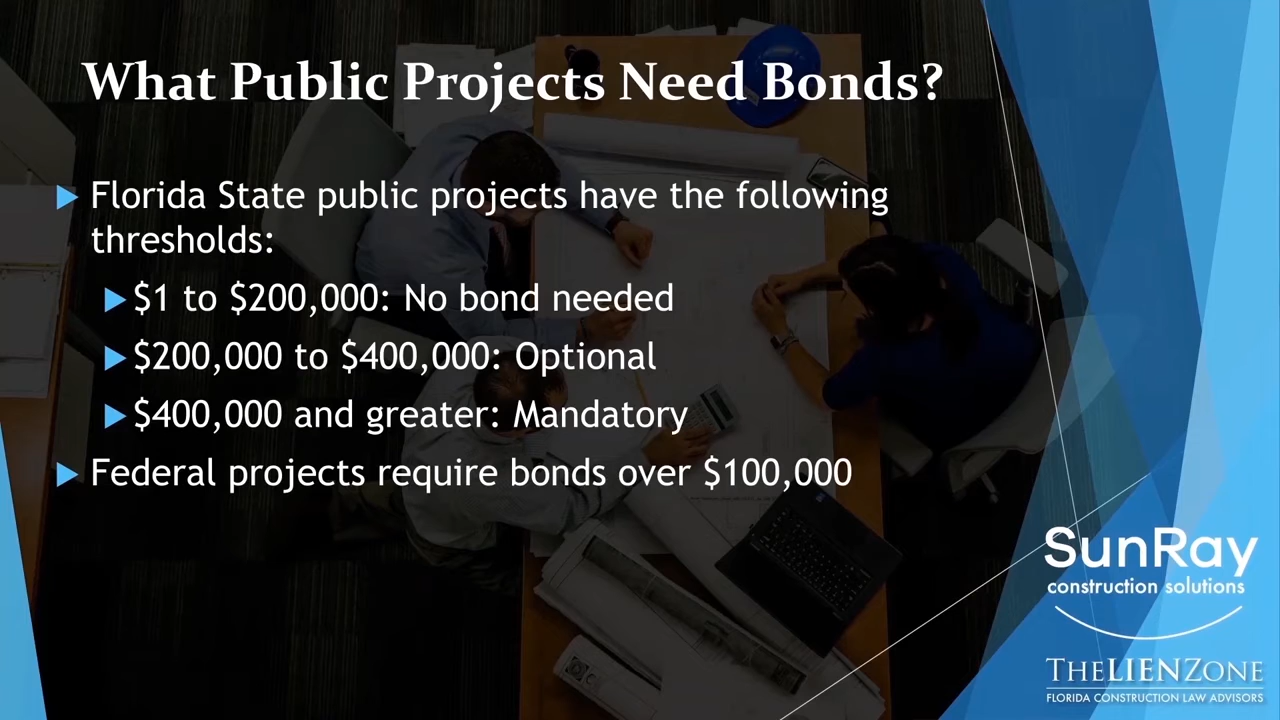 What Public Projects Need Bonds?
Florida State public projects have the following
thresholds:
$1 to $200,000: No bond needed
$200,000 to $400,000: Optional
$400,000 and greater: Mandatory
Federal projects require bonds over $100,000
SunRay
construction solutions
THELIENZONE
FLORIDA CONSTRUCTION LAW ADVISORS